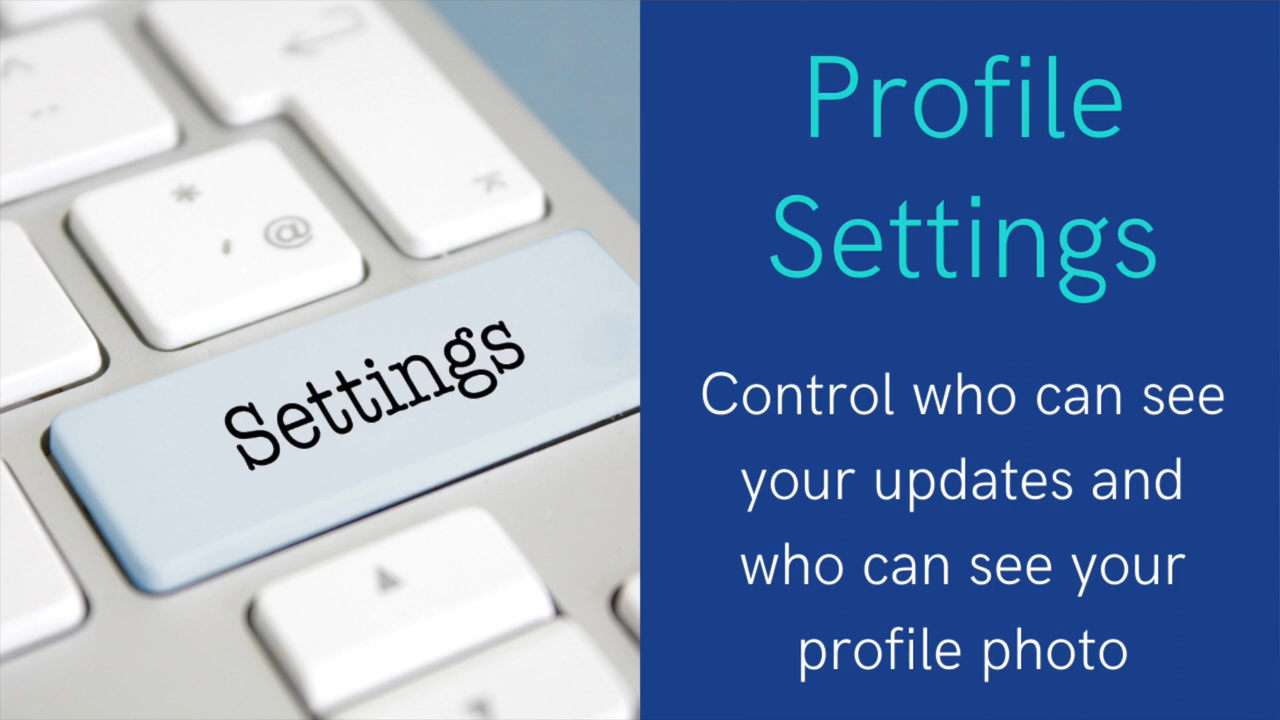 * 
, @
Settings
Profile
Settings
Control who can see
your updates and
who can see your
profile photo